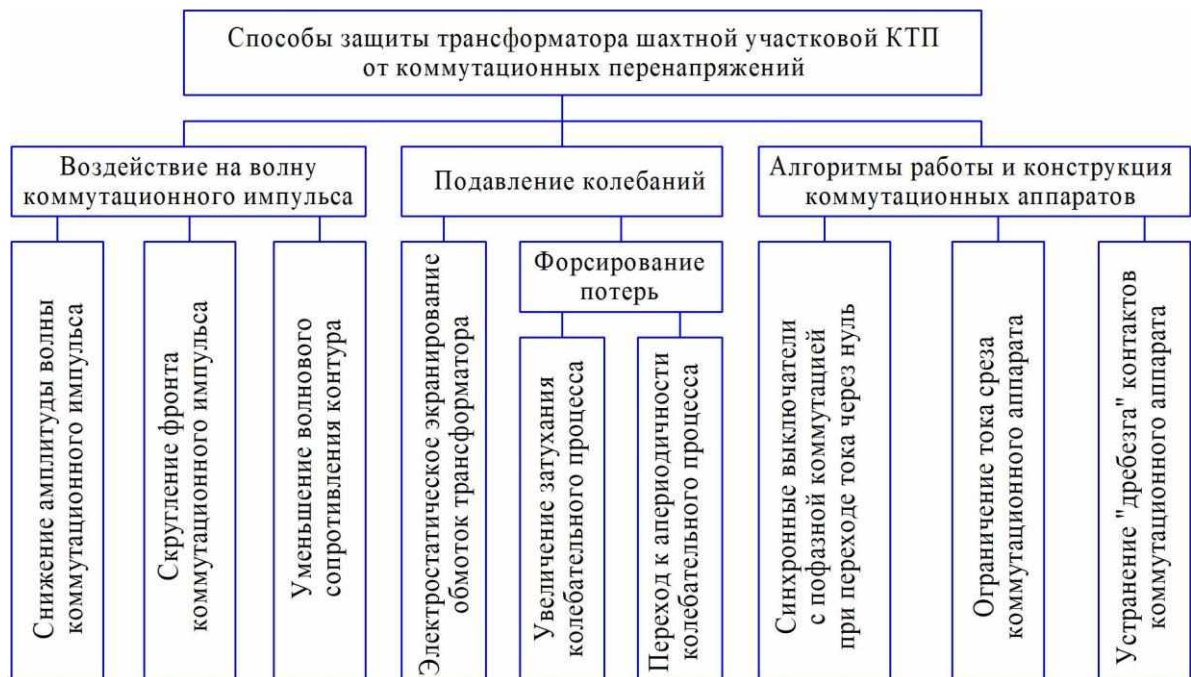 Способы защиты трансформатора шахтной участковой КТП
от коммутационных перенапряжений
Воздействие на волну
коммутационного импульса
Подавление колебаний
Алгоритмы работы и конструкция
коммутационных аппаратов
Снижение амплитуды волны
коммутационного импульса
Скругление фронта
коммутационного импульса
Уменьшение волнового
сопротивления контура
Электростатическое экранирование
обмоток трансформатора
Форсирование
потерь
Увеличение затухания
колебательного процесса
Переход к апериодичности
колебательного процесса
Синхронные выключатели
с пофазной коммутацией
при переходе тока через нуль
Ограничение тока среза
коммутационного аппарата
Устранение "дребезга" контактов
коммутационного аппарата